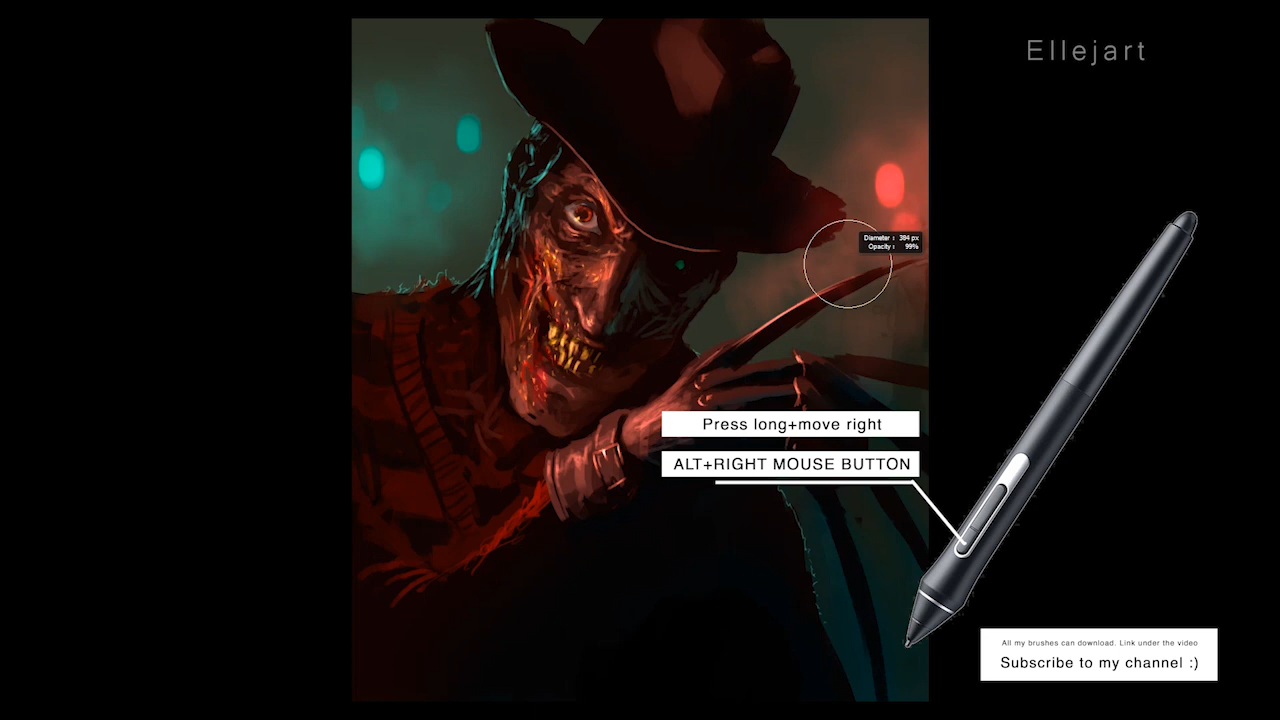 Ellejart
Diameter : 384 px
Opacity : 99%
Press long+move right
ALT+RIGHT MOUSE BUTTON
All my brushes can download. Link under the video
Subscribe to my channel :)